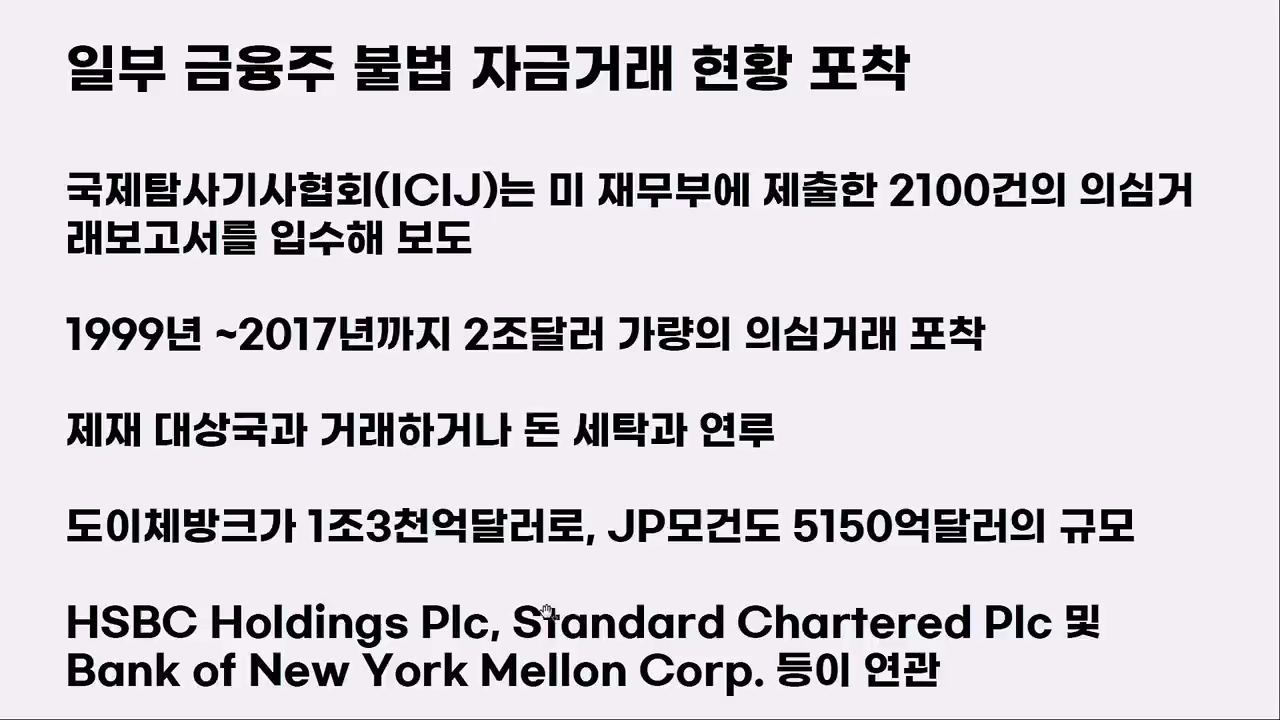 일부 금융주 불법 자금거래 현황 포착
국제탐사기사협회(ICIJ)는 미 재무부에 제출한 2100건의 의심거
래보고서를 입수해 보도
1999년 ~2017년까지 2조달러 가량의 의심거래 포착
제재 대상국과 거래하거나 돈 세탁과 연루
도이체방크가 1조3천억달러로, JP모건도 5150억달러의 규모
HSBC Holdings Plc, Standard Chartered Plc 및
Bank of New York Mellon Corp. 등이 연관